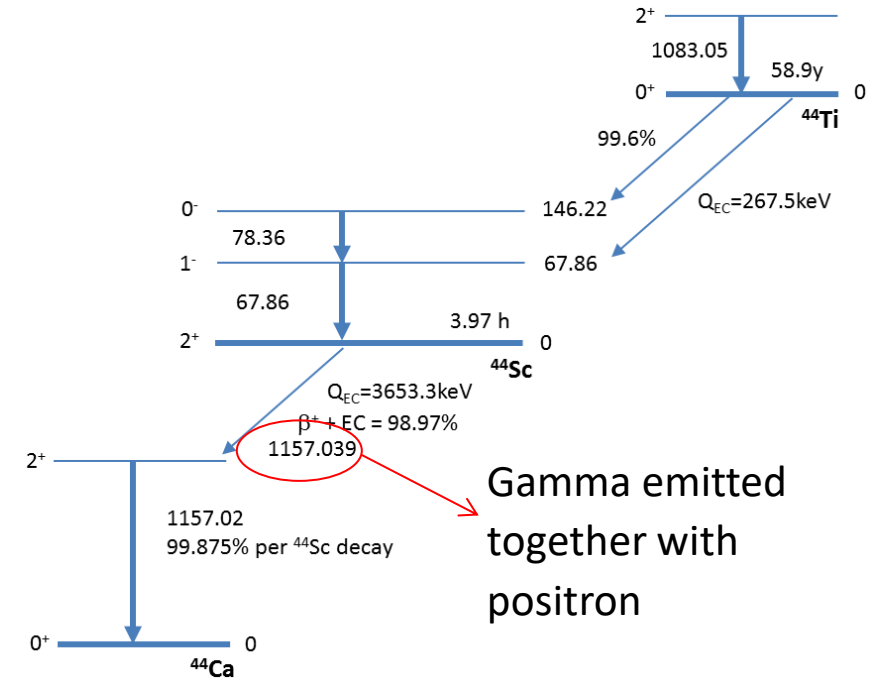 2⁺
1083.05
58.9y
0⁺ 0
⁴⁴Ti
99.6%
Q_EC=267.5keV
0⁻ 146.22
78.36
1⁻ 67.86
67.86
3.97 h
2⁺ 0
⁴⁴Sc
Q_EC=3653.3keV
β⁺ + EC = 98.97%
1157.039
2⁺
Gamma emitted
together with
positron
1157.02
99.875% per ⁴⁴Sc decay
0⁺ 0
⁴⁴Ca